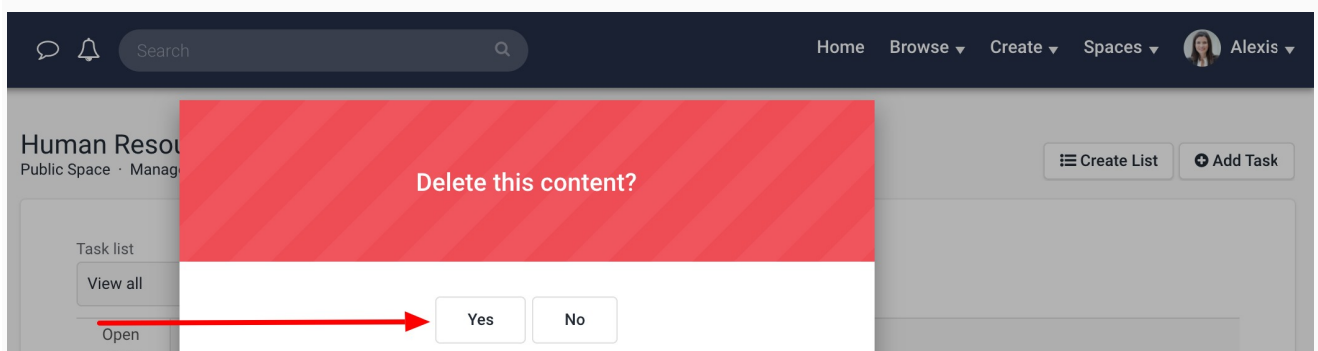 Search
Home Browse Create Spaces Alexis
Human Resou
Public Space · Manag
Create List Add Task
Delete this content?
Task list
View all
Yes No
Open